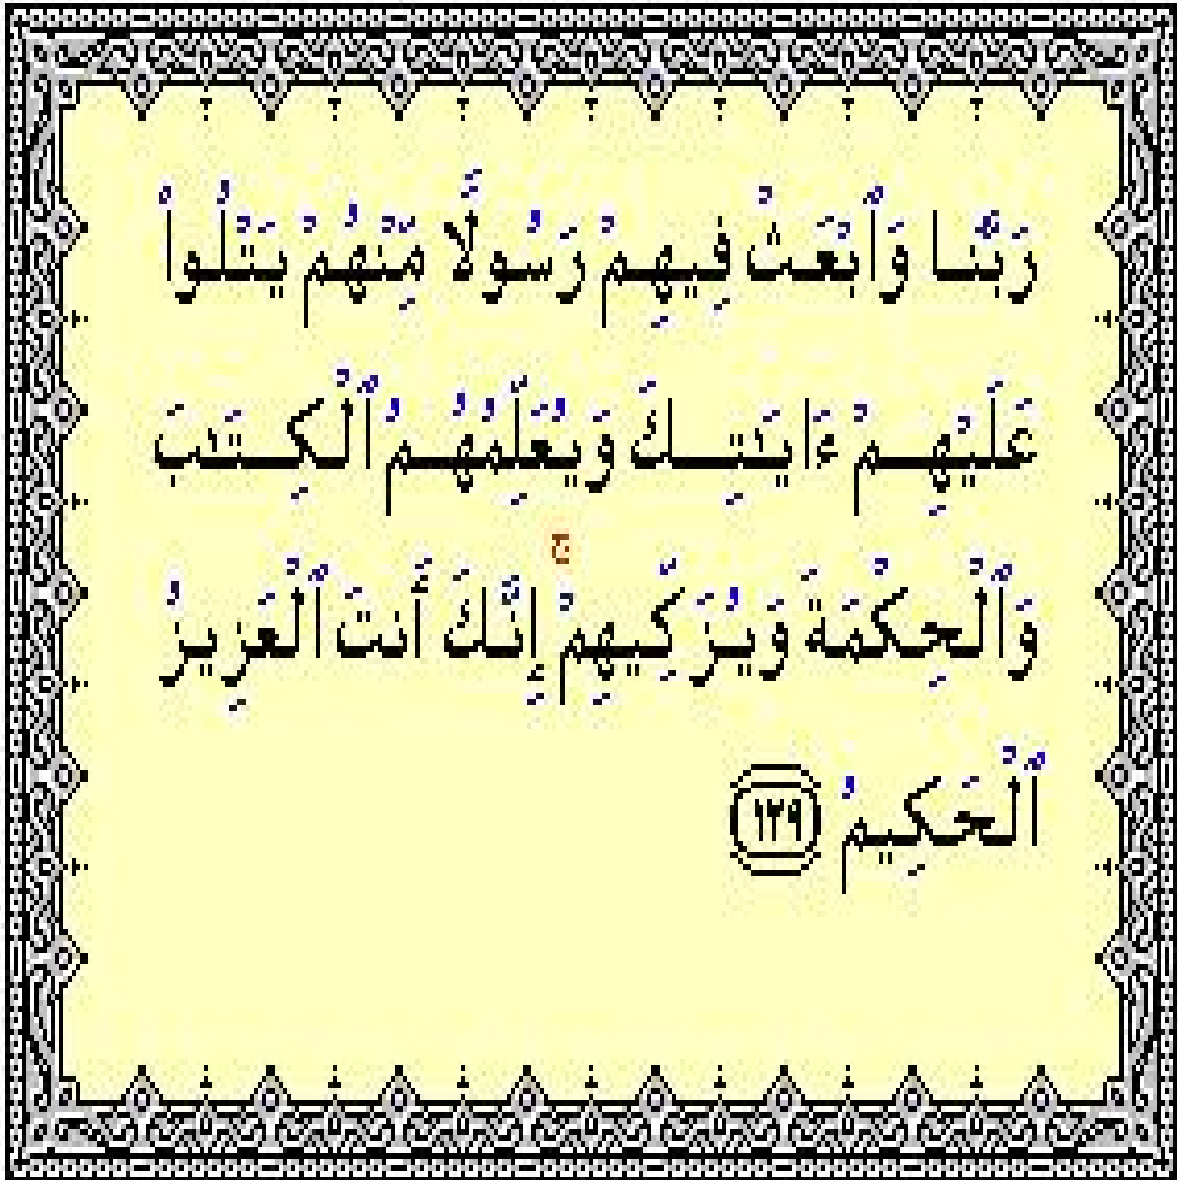 رَبَّنَا وَٱبْعَثْ فِيهِمْ رَسُولًا مِّنْهُمْ يَتْلُوا۟
عَلَيْهِمْ ءَايَٰتِكَ وَيُعَلِّمُهُمُ ٱلْكِتَٰبَ
وَٱلْحِكْمَةَ وَيُزَكِّيهِمْ ۚ إِنَّكَ أَنتَ ٱلْعَزِيزُ
ٱلْحَكِيمُ ١٢٩